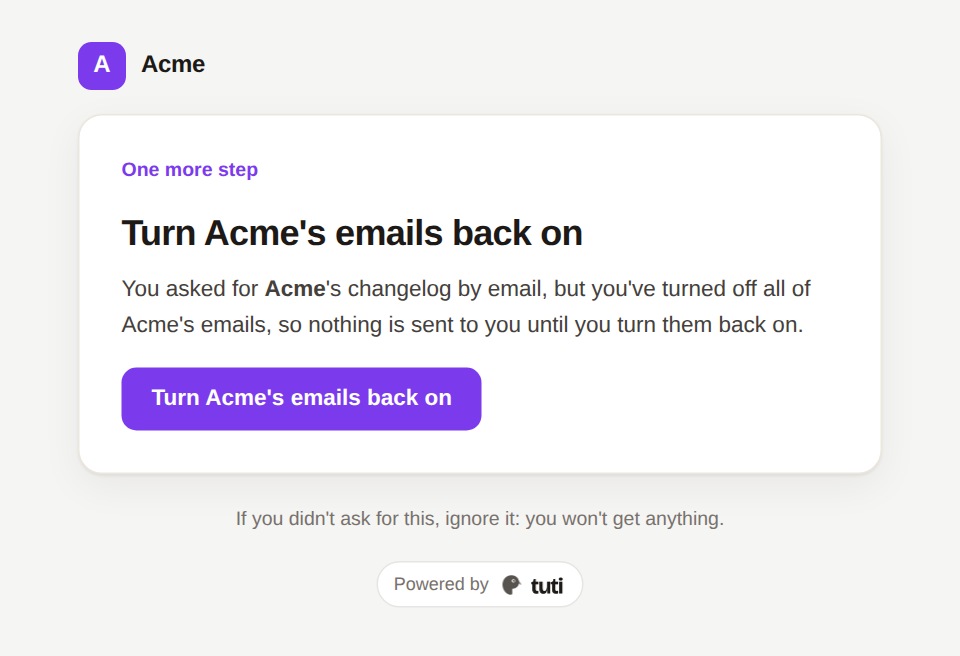 A
Acme
One more step
Turn Acme's emails back on
You asked for Acme's changelog by email, but you've turned off all of
Acme's emails, so nothing is sent to you until you turn them back on.
Turn Acme's emails back on
If you didn't ask for this, ignore it: you won't get anything.
Powered by tuti